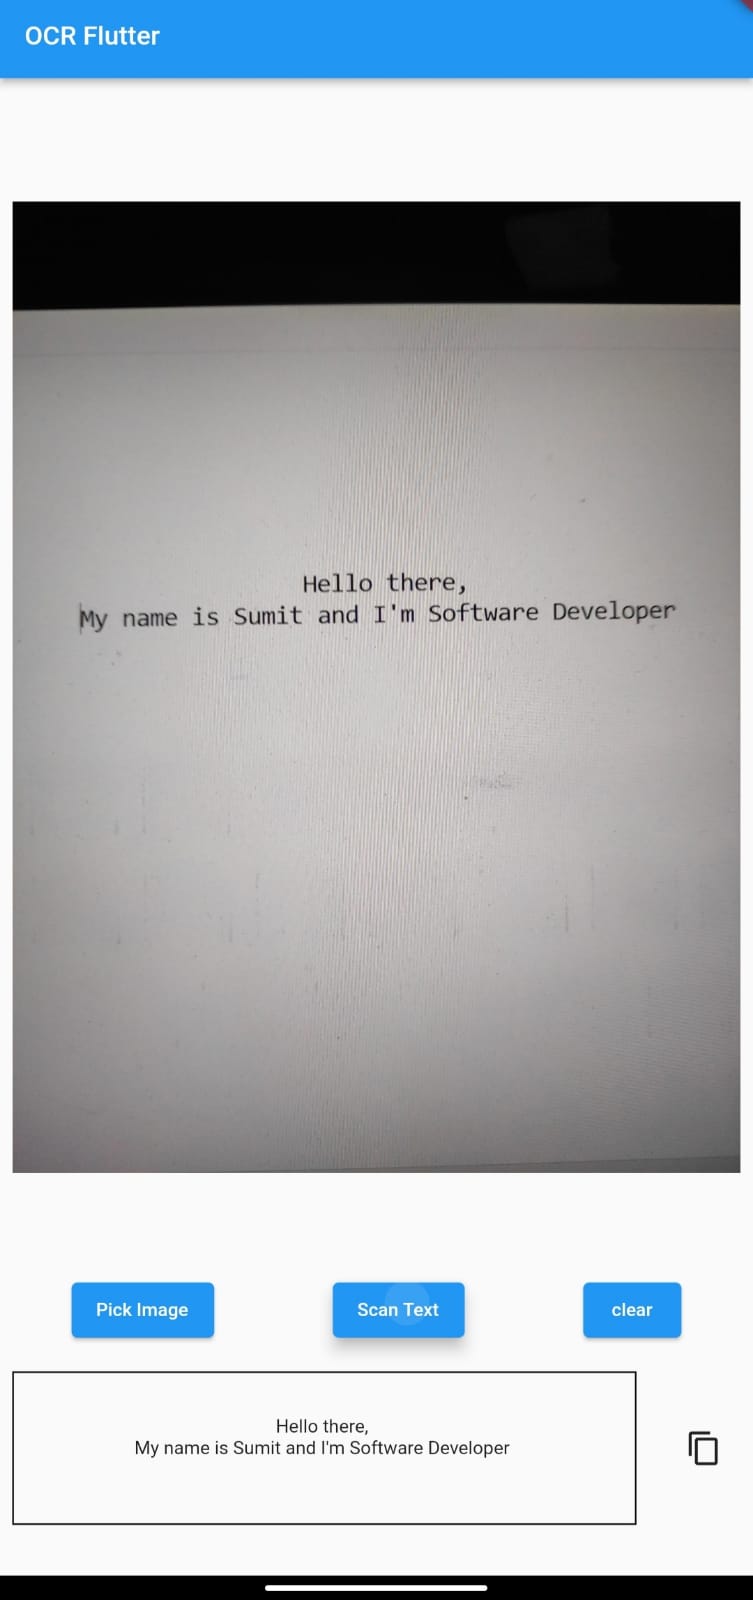 OCR Flutter
Hello there,
My name is Sumit and I'm Software Developer
Pick Image
Scan Text
clear
Hello there,
My name is Sumit and I'm Software Developer